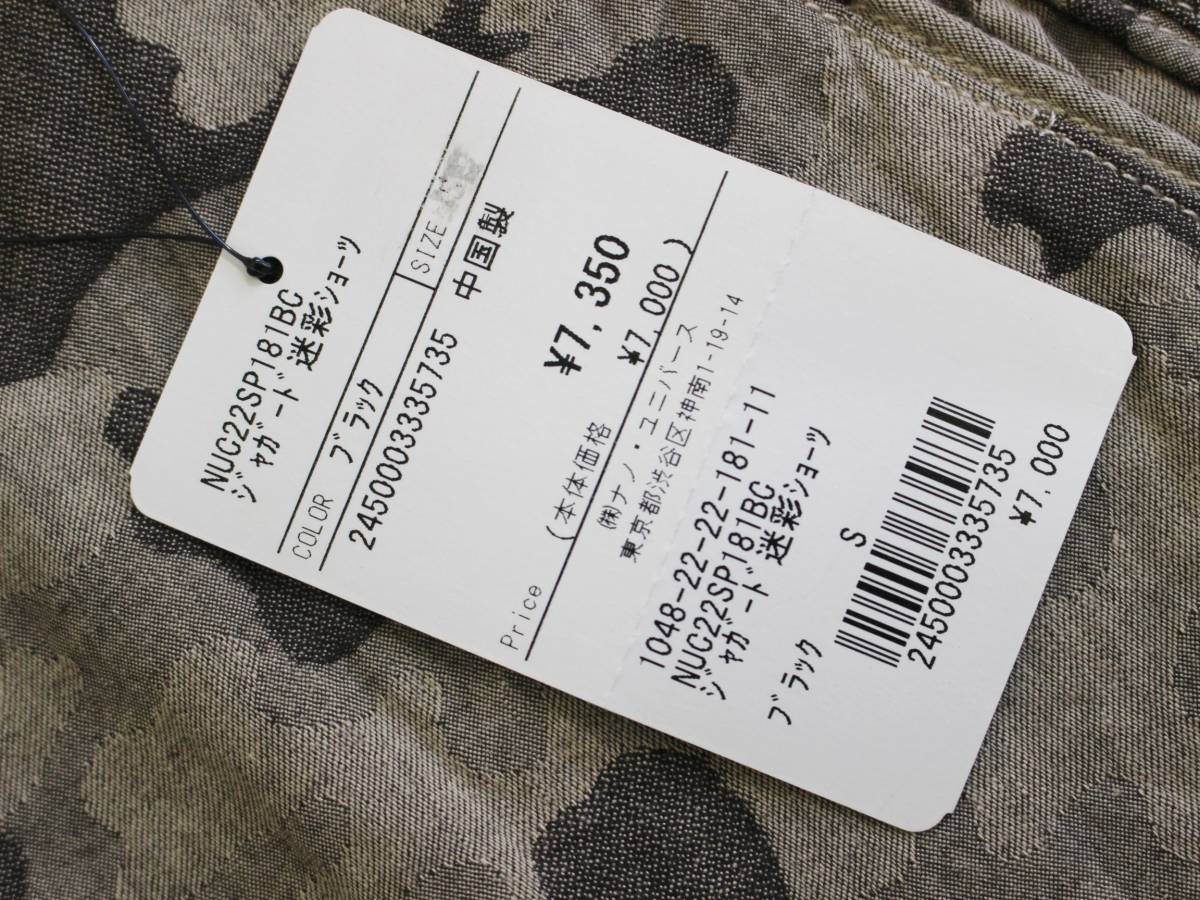 NUC22SP181BC
ジャガード 迷彩ショーツ
COLOR ブラック
SIZE
2450003335735 中国製
Price ¥7,350
(本体価格 ¥7,000)
㈱ナノ・ユニバース
東京都渋谷区神南1-19-14
1048-22-22-181-11
NUC22SP181BC
ジャガード 迷彩ショーツ
ブラック S
2450003335735
¥7,000